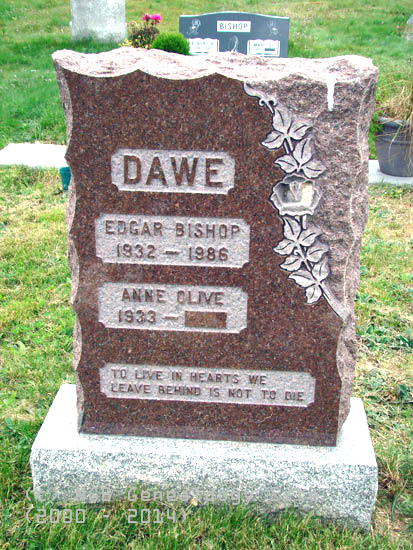 BISHOP
DAWE
EDGAR BISHOP
1932 – 1986
ANNE OLIVE
1933 –
TO LIVE IN HEARTS WE
LEAVE BEHIND IS NOT TO DIE
(2000 - 2014)